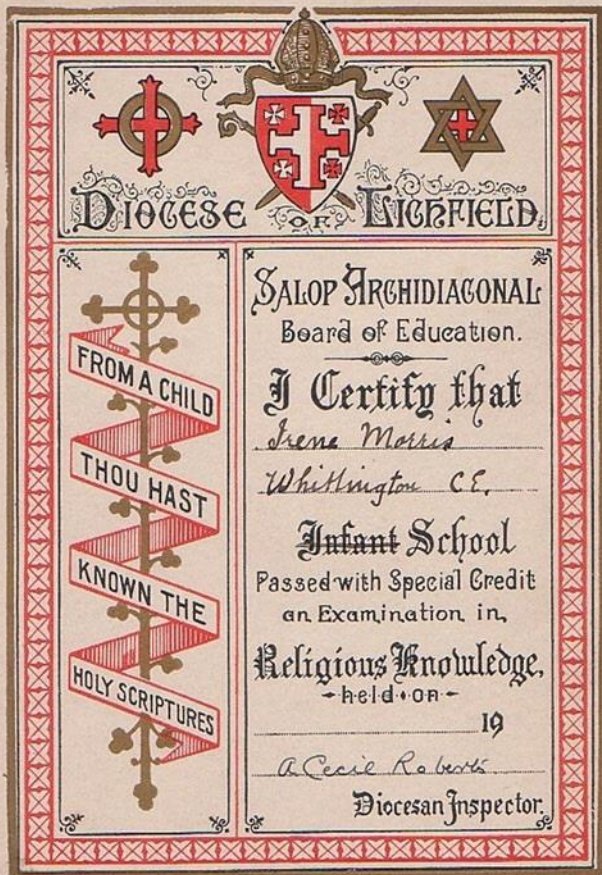 DIOCESE OF LICHFIELD.
FROM A CHILD
THOU HAST
KNOWN THE
HOLY SCRIPTURES
SALOP ARCHIDIACONAL
Board of Education.
I Certify that
Irene Morris
Whittington C.E.
Infant School
Passed with Special Credit
an Examination in,
Religious Knowledge,
held on
19
A Cecil Roberts
Diocesan Inspector.